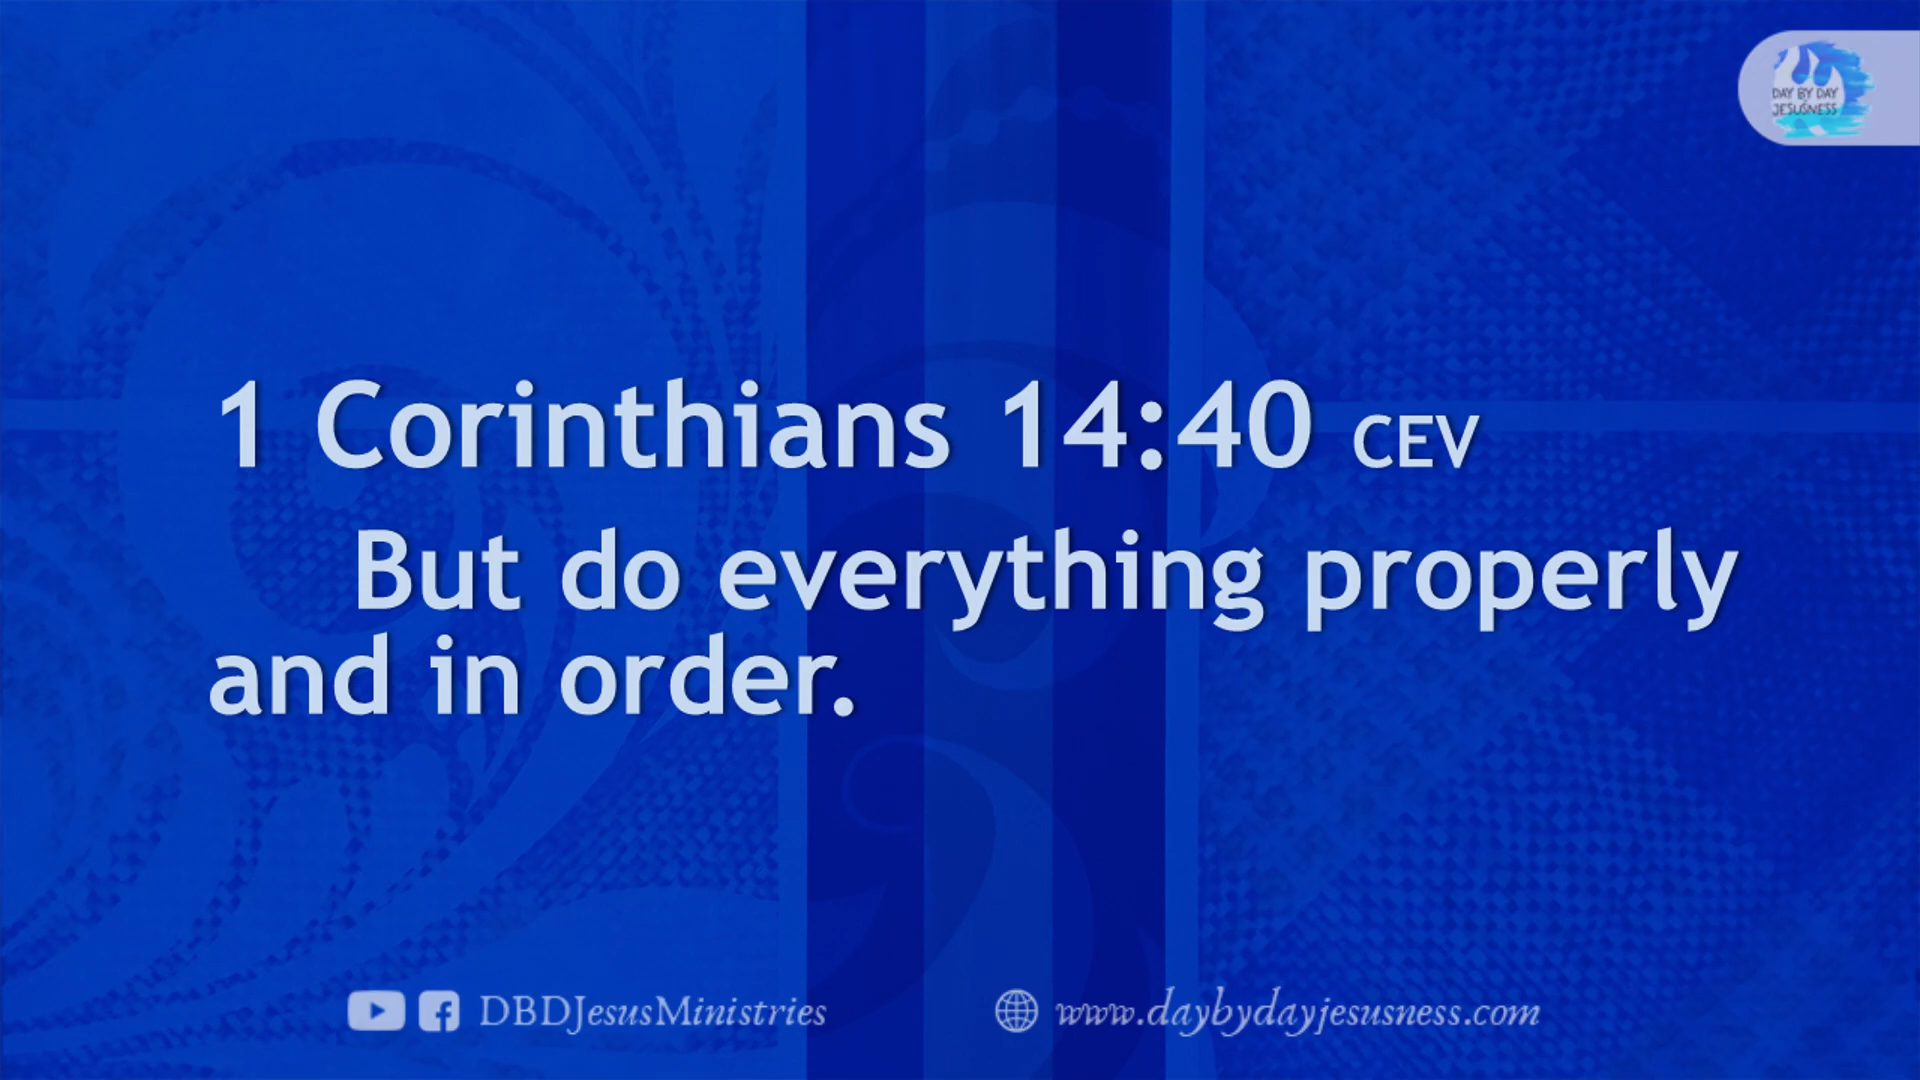 DAY BY DAY
JESUSNESS
1 Corinthians 14:40 CEV
But do everything properly
and in order.
DBDJesusMinistries
www.daybydayjesusness.com